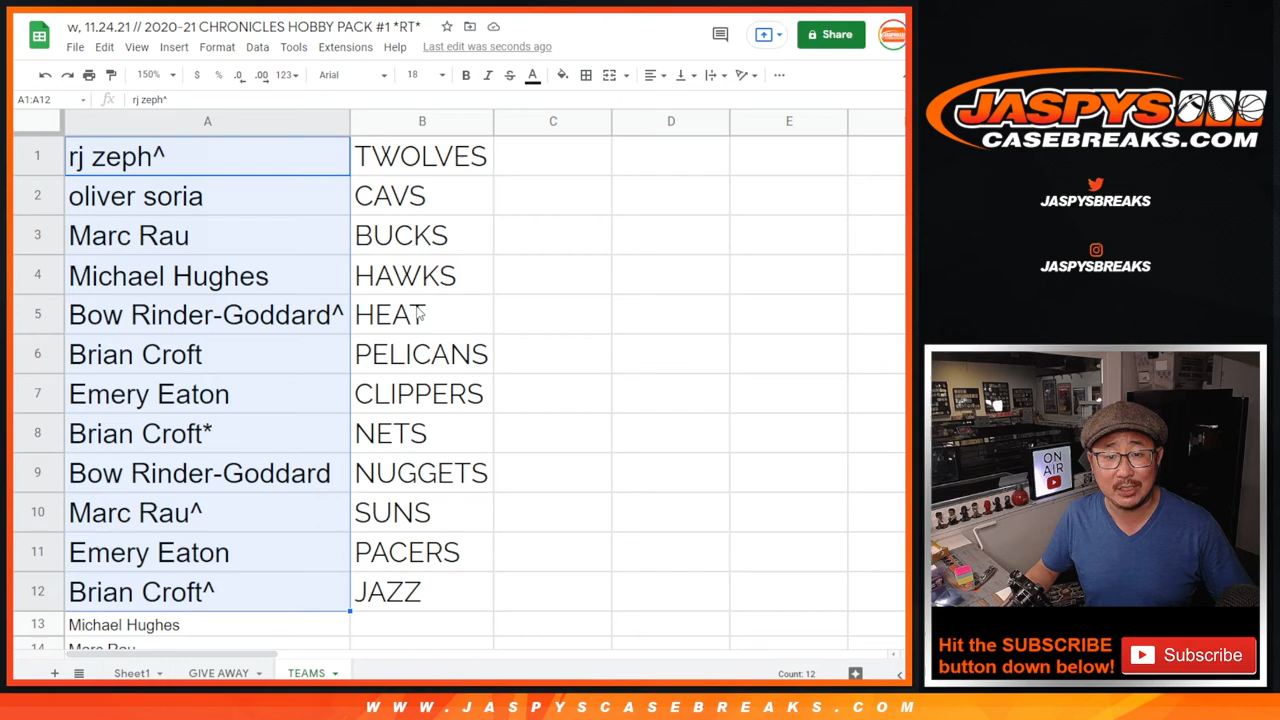 w, 11.24.21 // 2020-21 CHRONICLES HOBBY PACK #1 *RT*
File Edit View Insert Format Data Tools Extensions Help Last edit was seconds ago
Share
150% $ % .0 .00 123 Arial 18 B I S A
A1:A12 fx rj zeph^
A B C D E
1 rj zeph^ TWOLVES
2 oliver soria CAVS
3 Marc Rau BUCKS
4 Michael Hughes HAWKS
5 Bow Rinder-Goddard^ HEAT
6 Brian Croft PELICANS
7 Emery Eaton CLIPPERS
8 Brian Croft* NETS
9 Bow Rinder-Goddard NUGGETS
10 Marc Rau^ SUNS
11 Emery Eaton PACERS
12 Brian Croft^ JAZZ
13 Michael Hughes
14 Marc Rau
+ Sheet1 GIVE AWAY TEAMS Count: 12
JASPYS
CASEBREAKS.COM
JASPYSBREAKS
JASPYSBREAKS
ON AIR
Hit the SUBSCRIBE
button down below!
Subscribe
WWW.JASPYSCASEBREAKS.COM